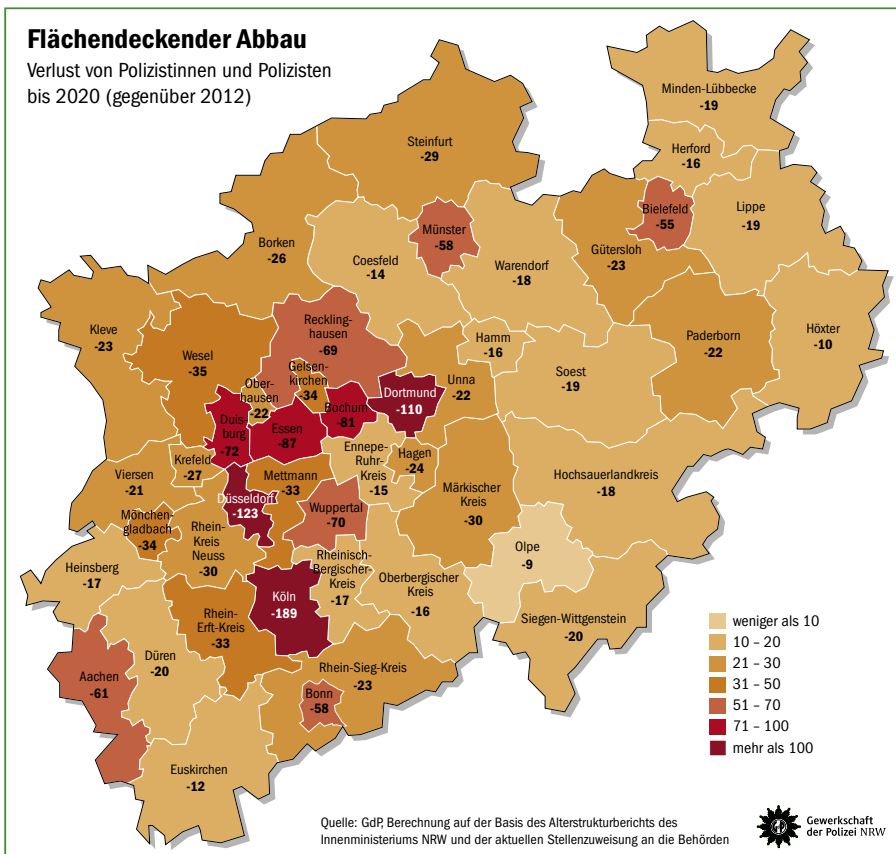 Flächendeckender Abbau
Verlust von Polizistinnen und Polizisten
bis 2020 (gegenüber 2012)
Minden-Lübbecke
-19
Steinfurt
-29
Herford
-16
Bielefeld
-55
Lippe
-19
Münster
-58
Borken
-26
Coesfeld
-14
Warendorf
-18
Gütersloh
-23
Kleve
-23
Wesel
-35
Reckling-
hausen
-69
Hamm
-16
Paderborn
-22
Höxter
-10
Gelsen-
kirchen
-34
Ober-
hausen
-22
Dortmund
-110
Unna
-22
Soest
-19
Duis-
burg
-72
Essen
-87
Bochum
-81
Krefeld
-27
Viersen
-21
Mettmann
-33
Ennepe-
Ruhr-
Kreis
-15
Hagen
-24
Märkischer
Kreis
-30
Hochsauerlandkreis
-18
Düsseldorf
-123
Wuppertal
-70
Mönchen-
gladbach
-34
Rhein-
Kreis
Neuss
-30
Heinsberg
-17
Köln
-189
Rheinisch-
Bergischer-
Kreis
-17
Oberbergischer
Kreis
-16
Olpe
-9
Siegen-Wittgenstein
-20
Rhein-
Erft-Kreis
-33
Düren
-20
Aachen
-61
Rhein-Sieg-Kreis
-23
Bonn
-58
Euskirchen
-12
weniger als 10
10 – 20
21 – 30
31 – 50
51 – 70
71 – 100
mehr als 100
Quelle: GdP, Berechnung auf der Basis des Alterstrukturberichts des
Innenministeriums NRW und der aktuellen Stellenzuweisung an die Behörden
GdP
Gewerkschaft
der Polizei NRW